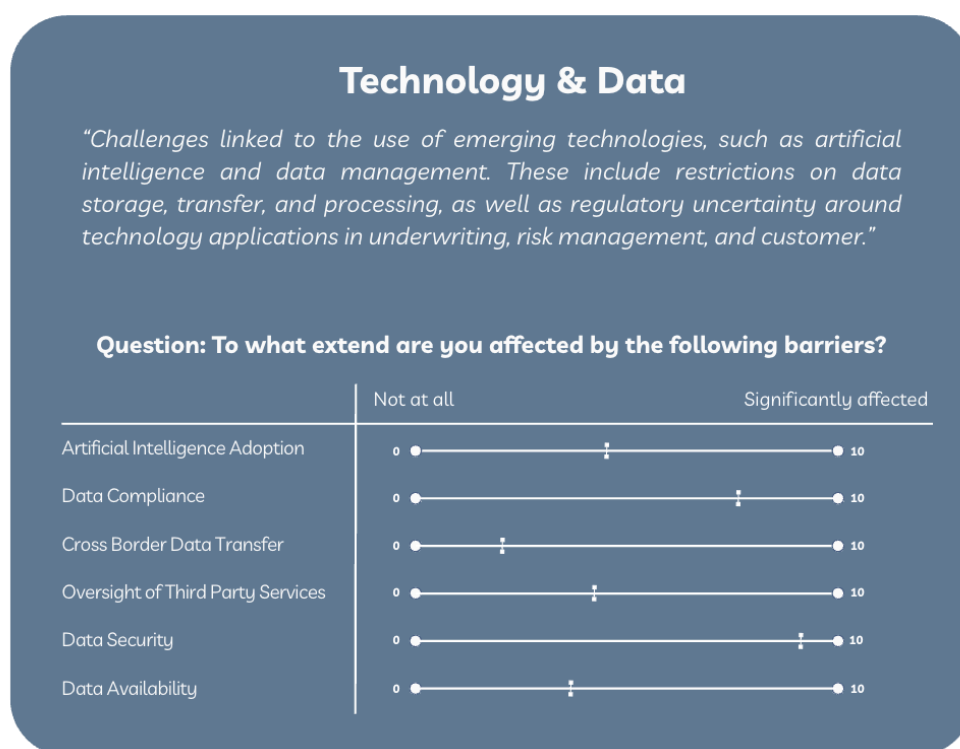 Technology & Data
“Challenges linked to the use of emerging technologies, such as artificial
intelligence and data management. These include restrictions on data
storage, transfer, and processing, as well as regulatory uncertainty around
technology applications in underwriting, risk management, and customer.”
Question: To what extend are you affected by the following barriers?
Not at all Significantly affected
Artificial Intelligence Adoption 0 10
Data Compliance 0 10
Cross Border Data Transfer 0 10
Oversight of Third Party Services 0 10
Data Security 0 10
Data Availability 0 10